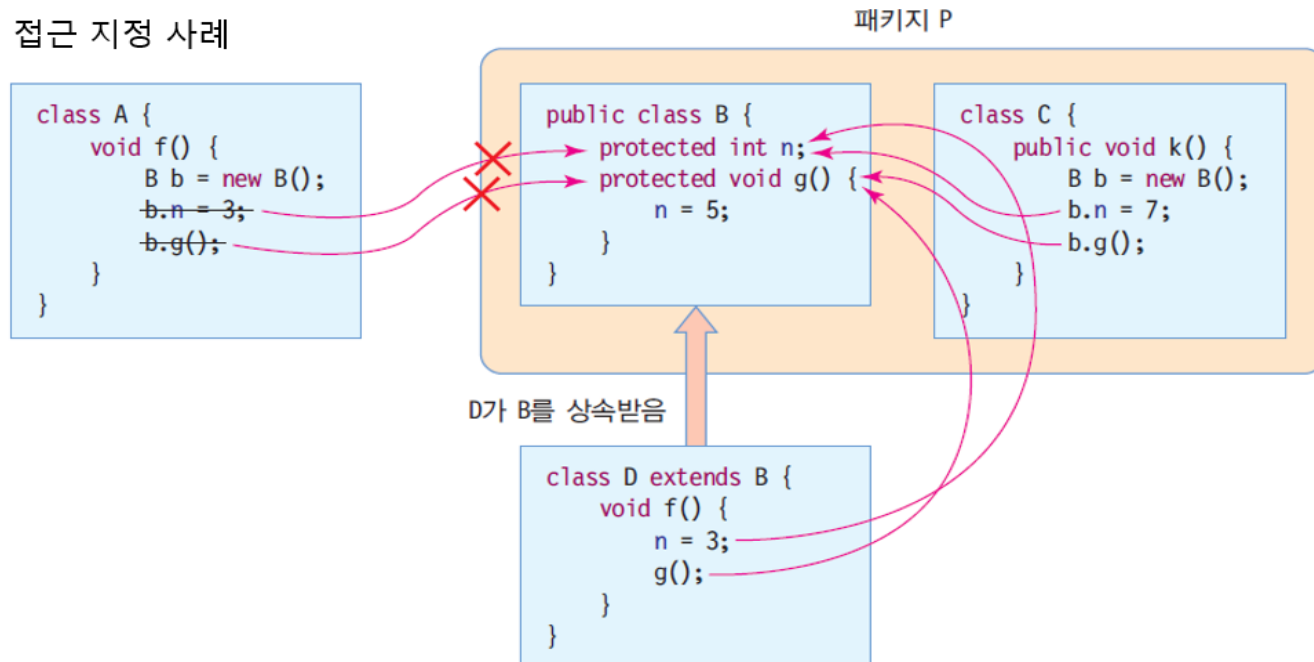 접근 지정 사례
패키지 P
class A {
void f() {
B b = new B();
b.n = 3;
b.g();
}
}
public class B {
protected int n;
protected void g() {
n = 5;
}
}
class C {
public void k() {
B b = new B();
b.n = 7;
b.g();
}
}
D가 B를 상속받음
class D extends B {
void f() {
n = 3;
g();
}
}